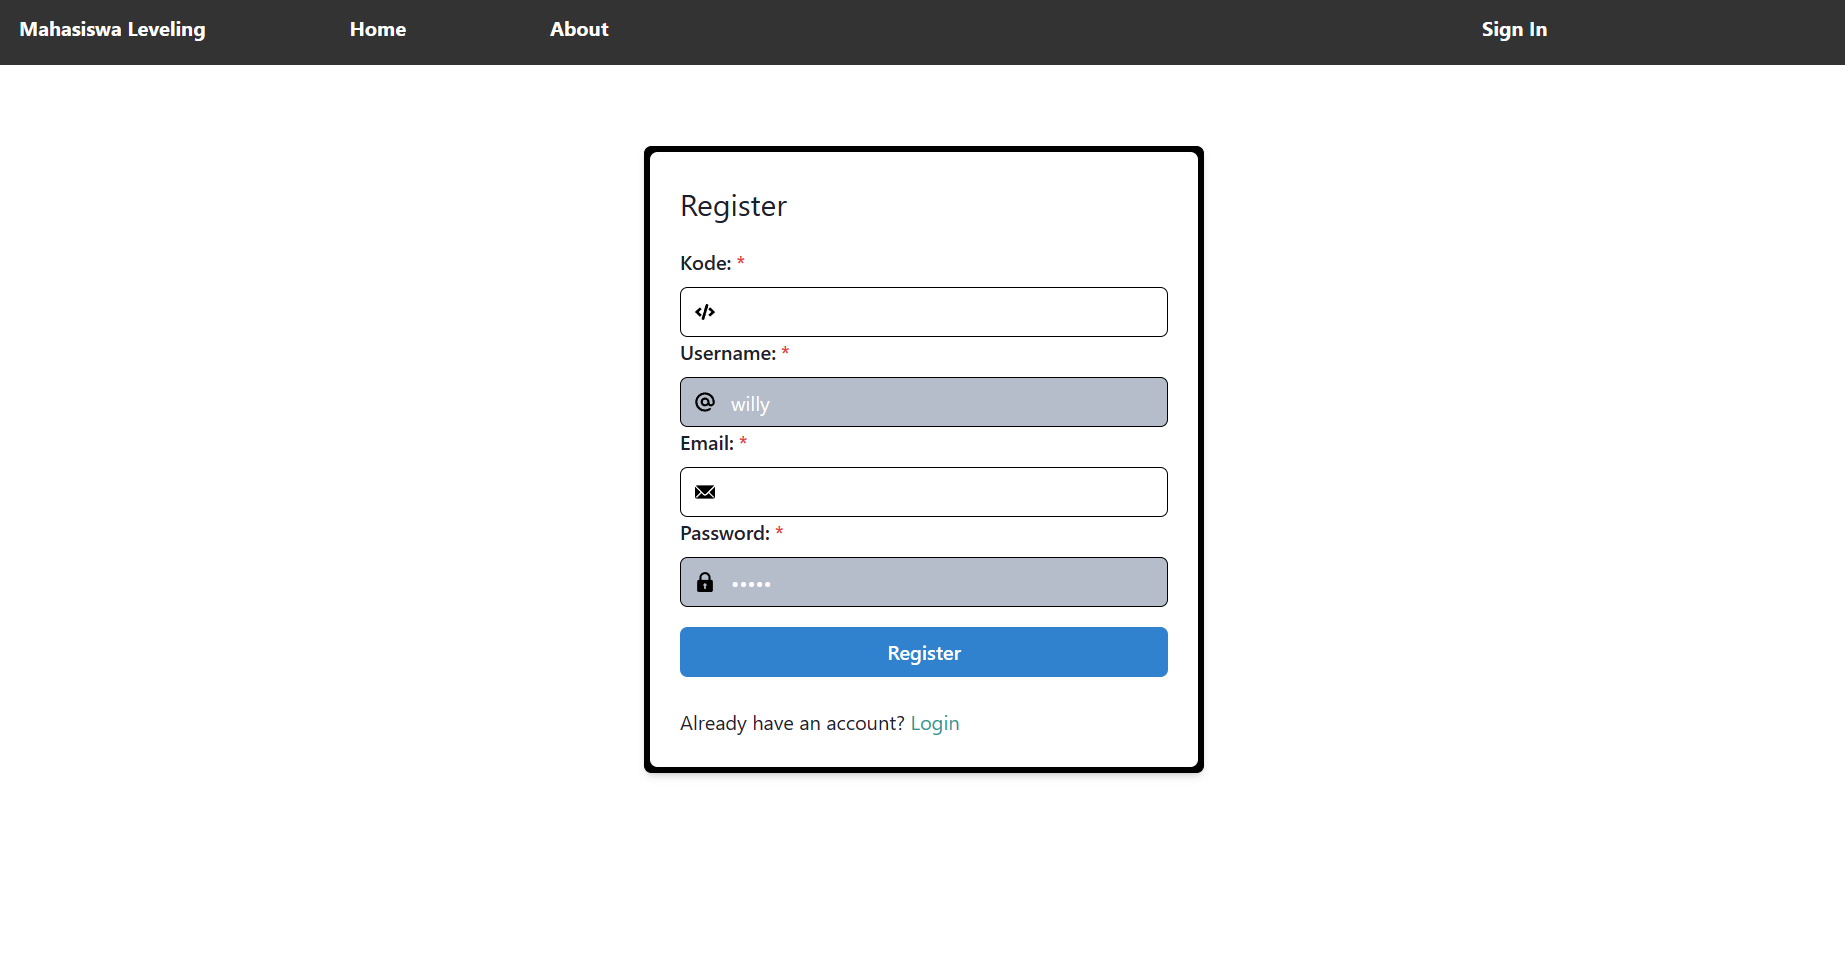 Mahasiswa Leveling Home About Sign In
Register
Kode: *
Username: *
willy
Email: *
Password: *
•••••
Register
Already have an account? Login